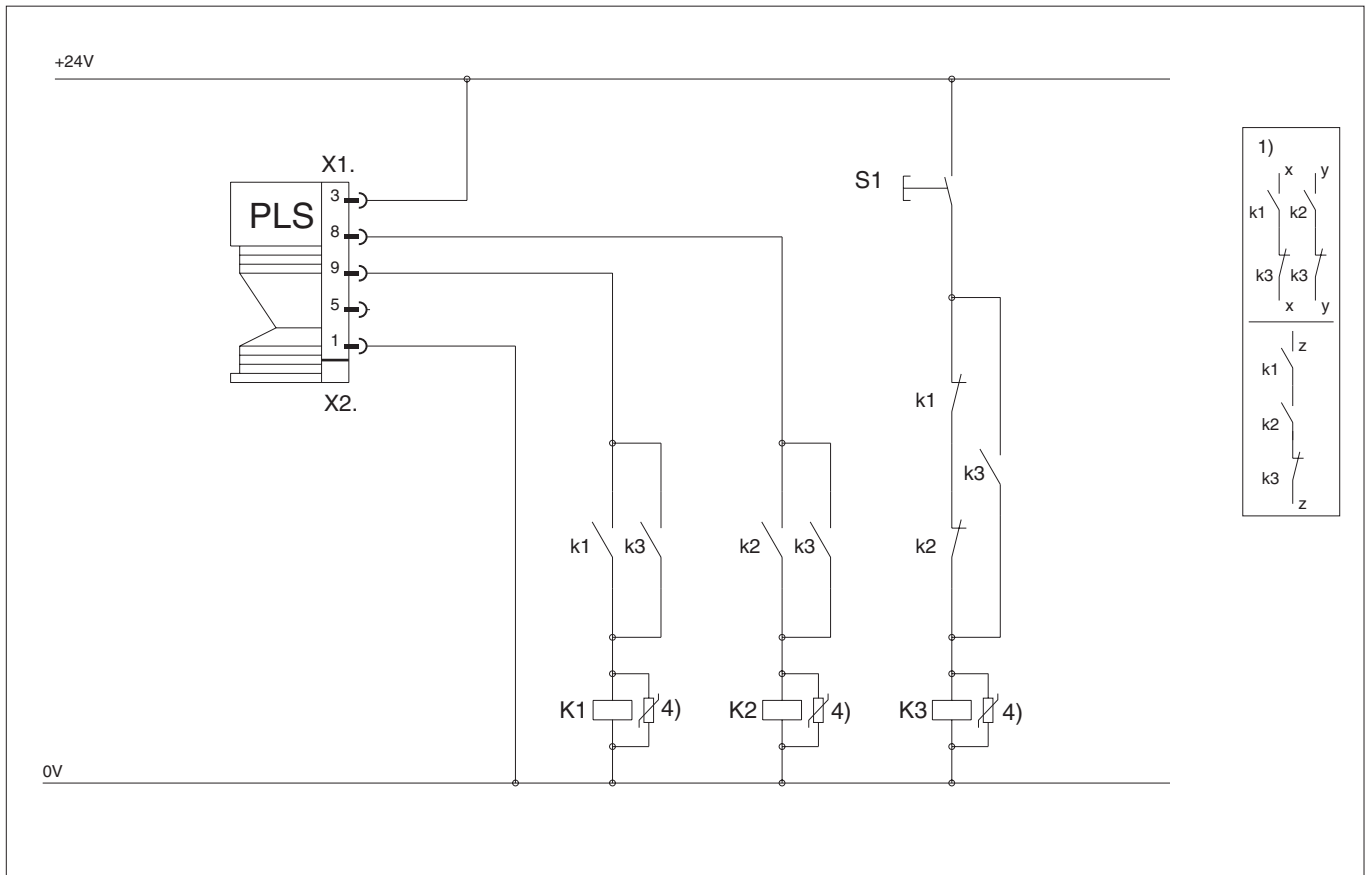 +24V
X1.
PLS
3
8
9
5
1
X2.
S1
k1
k3
k2
k1 k3
k2 k3
K1 4)
K2 4)
K3 4)
0V
1)
x y
k1 k2
k3 k3
x y
z
k1
k2
k3
z